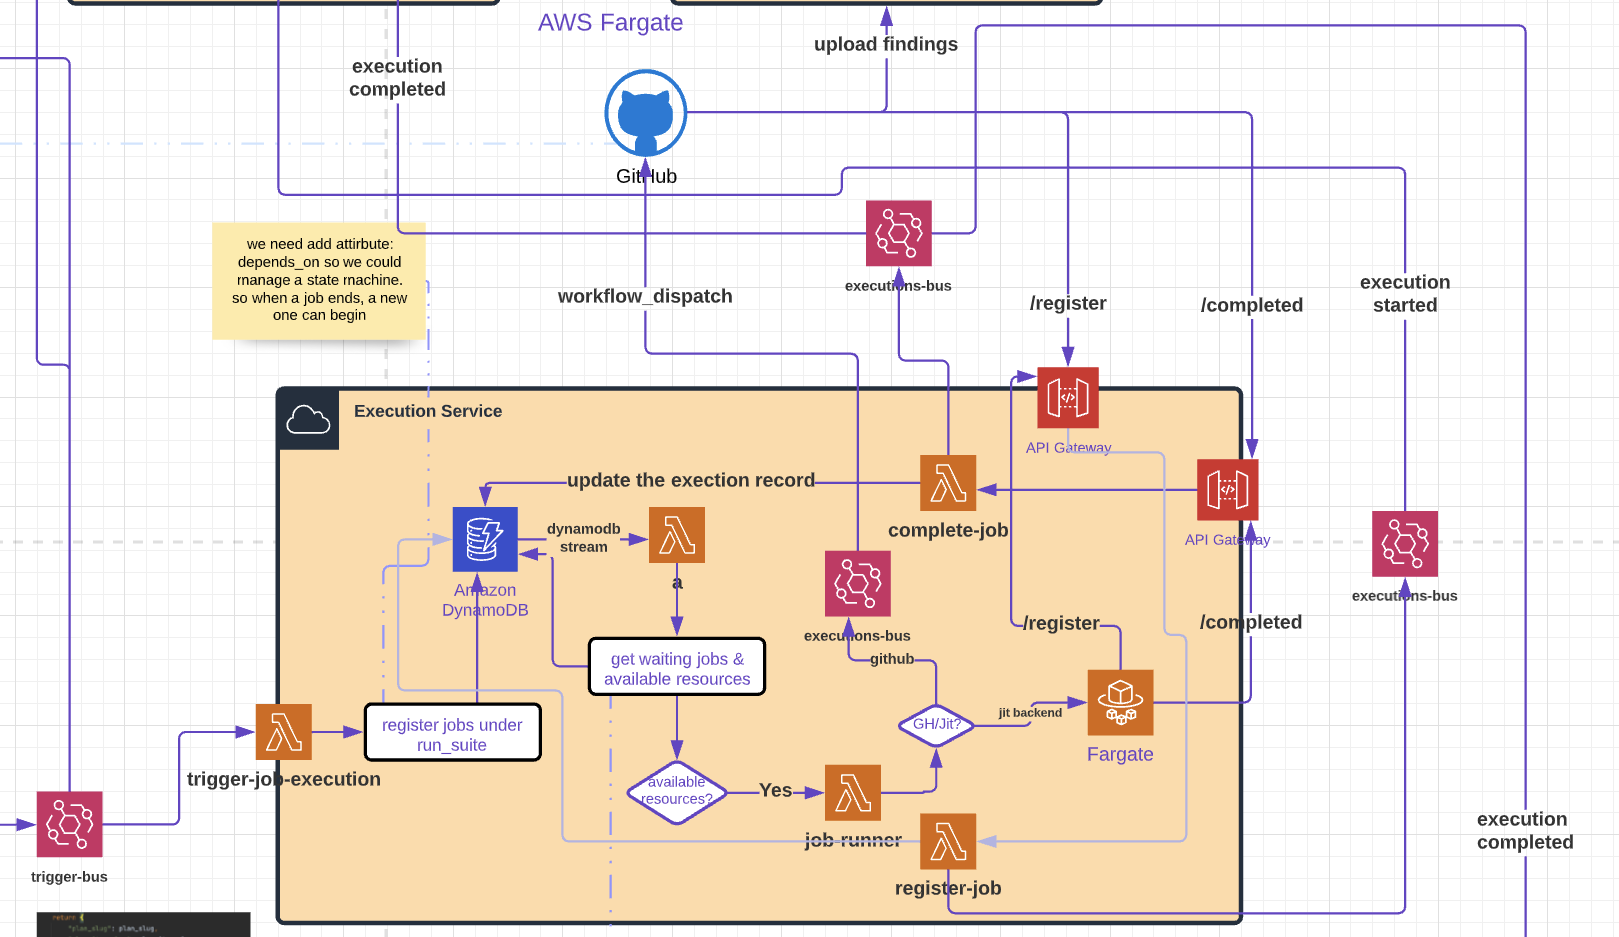 AWS Fargate
upload findings
execution
completed
GitHub
we need add attirbute:
depends_on so we could
manage a state machine.
so when a job ends, a new
one can begin
workflow_dispatch
executions-bus
/register
/completed
execution
started
Execution Service
API Gateway
update the exection record
complete-job
dynamodb
stream
API Gateway
a
Amazon
DynamoDB
executions-bus
executions-bus
/register
/completed
github
get waiting jobs &
available resources
register jobs under
run_suite
GH/Jit?
jit backend
Fargate
trigger-job-execution
available
resources?
Yes
job-runner
execution
completed
register-job
trigger-bus
return {
"plan_slug": plan_slug,